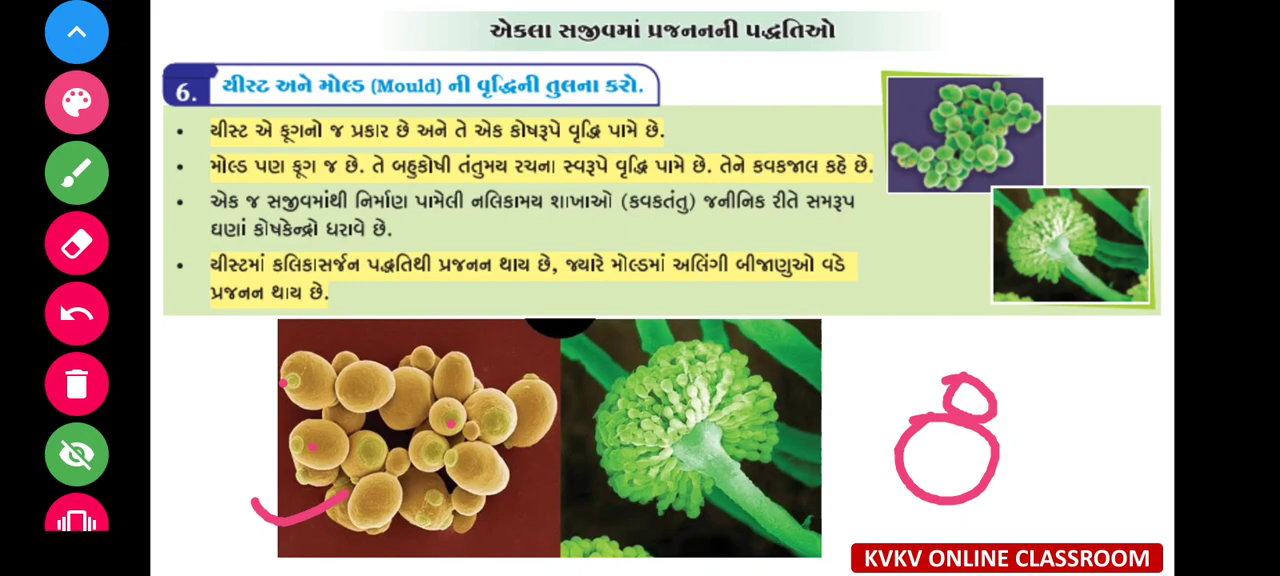 એકલા સજીવમાં પ્રજનનની પદ્ધતિઓ
6. યીસ્ટ અને મોલ્ડ (Mould) ની વૃદ્ધિની તુલના કરો.
• યીસ્ટ એ ફૂગનો જ પ્રકાર છે અને તે એક કોષરૂપે વૃદ્ધિ પામે છે.
• મોલ્ડ પણ ફૂગ જ છે. તે બહુકોષી તંતુમય રચના સ્વરૂપે વૃદ્ધિ પામે છે. તેને કવકજાલ કહે છે.
• એક જ સજીવમાંથી નિર્માણ પામેલી નલિકામય શાખાઓ (કવકતંતુ) જનીનિક રીતે સમરૂપ
ઘણાં કોષકેન્દ્રો ધરાવે છે.
• યીસ્ટમાં કલિકાસર્જન પદ્ધતિથી પ્રજનન થાય છે, જ્યારે મોલ્ડમાં અલિંગી બીજાણુઓ વડે
પ્રજનન થાય છે.
KVKV ONLINE CLASSROOM